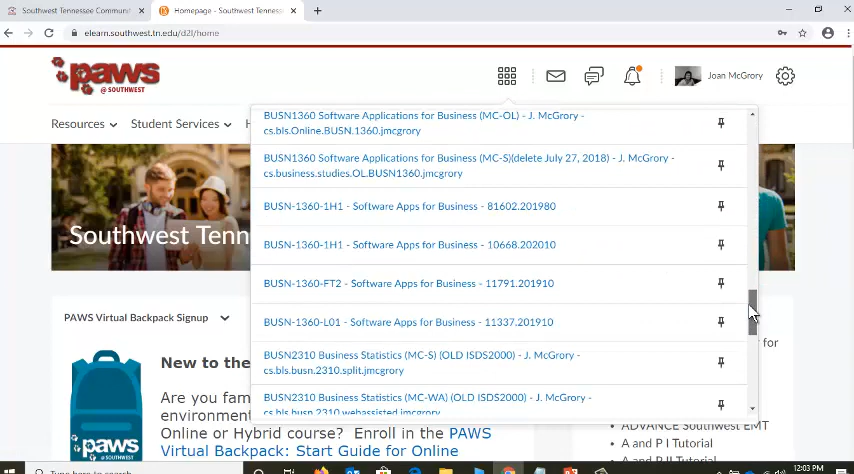 Southwest Tennessee Communi
Homepage - Southwest Tenness
elearn.southwest.tn.edu/d2l/home
paws
@ SOUTHWEST
Joan McGrory
Resources
Student Services
H
BUSN1360 Software Applications for Business (MC-OL) - J. McGrory -
cs.bls.Online.BUSN.1360.jmcgrory
BUSN1360 Software Applications for Business (MC-S)(delete July 27, 2018) - J. McGrory -
cs.business.studies.OL.BUSN1360.jmcgrory
BUSN-1360-1H1 - Software Apps for Business - 81602.201980
BUSN-1360-1H1 - Software Apps for Business - 10668.202010
BUSN-1360-FT2 - Software Apps for Business - 11791.201910
BUSN-1360-L01 - Software Apps for Business - 11337.201910
BUSN2310 Business Statistics (MC-S) (OLD ISDS2000) - J. McGrory -
cs.bls.busn.2310.split.jmcgrory
BUSN2310 Business Statistics (MC-WA) (OLD ISDS2000) - J. McGrory -
cs.bls.busn.2310.webassisted.jmcgrory
Southwest Tenn
PAWS Virtual Backpack Signup
New to the
Are you fam
environment
Online or Hybrid course? Enroll in the PAWS
Virtual Backpack: Start Guide for Online
paws
for
ADVANCE Southwest EMT
A and P I Tutorial
A and P II Tutorial
Type here to search
12:03 PM